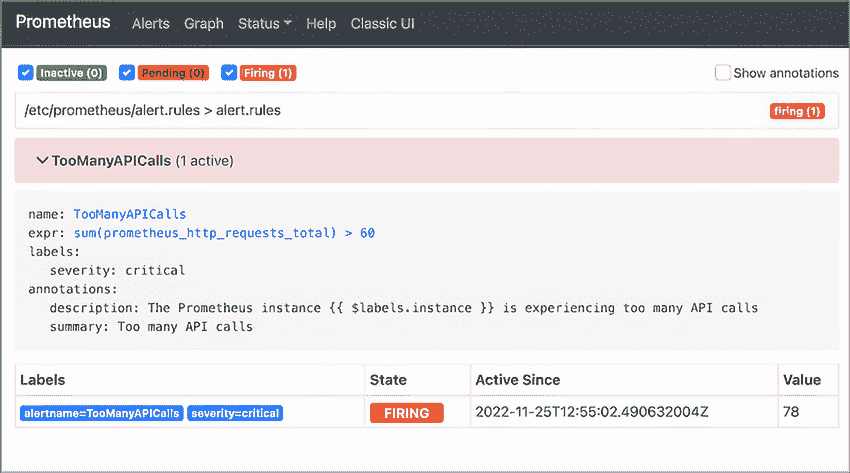 Prometheus Alerts Graph Status Help Classic UI
Inactive (0) Pending (0) Firing (1) Show annotations
/etc/prometheus/alert.rules > alert.rules firing (1)
TooManyAPICalls (1 active)
name: TooManyAPICalls
expr: sum(prometheus_http_requests_total) > 60
labels:
severity: critical
annotations:
description: The Prometheus instance {{ $labels.instance }} is experiencing too many API calls
summary: Too many API calls
Labels State Active Since Value
alertname=TooManyAPICalls severity=critical FIRING 2022-11-25T12:55:02.490632004Z 78